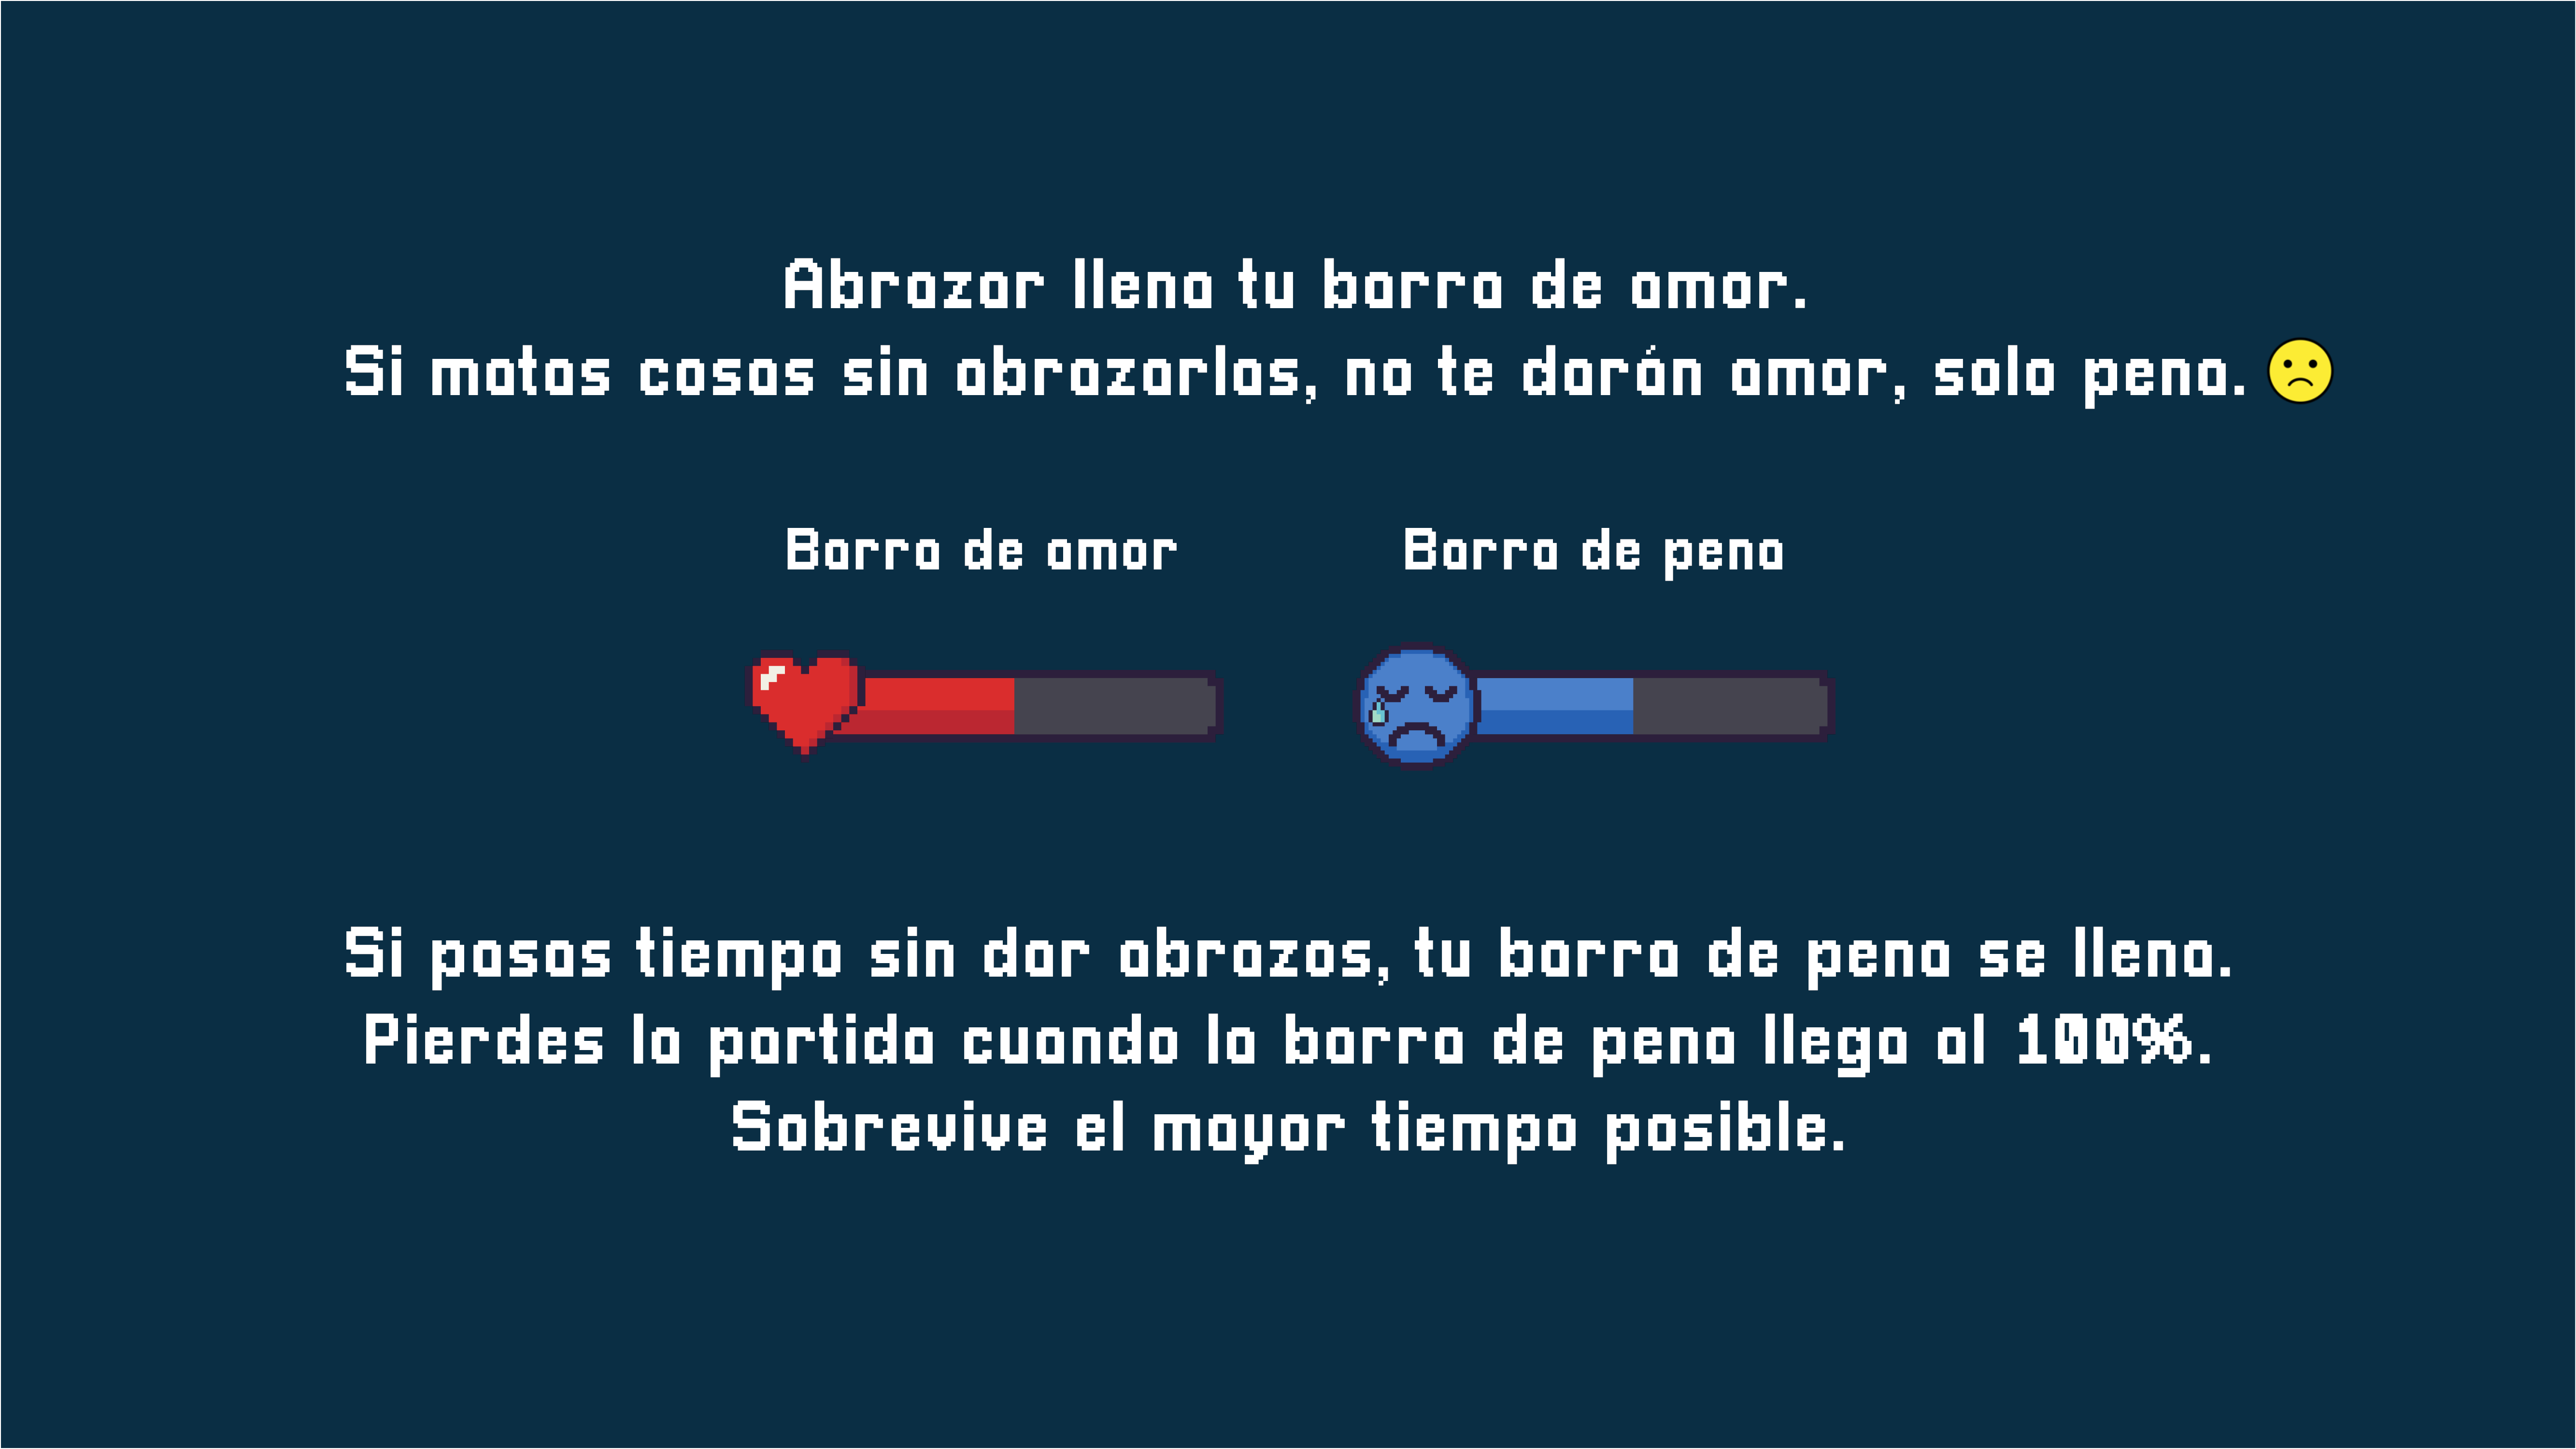 Abrazar llena tu barra de amor.
Si matas cosas sin abrazarlas, no te darán amor, solo pena. 🙁
Barra de amor
Barra de pena
Si pasas tiempo sin dar abrazos, tu barra de pena se llena.
Pierdes la partida cuando la barra de pena llega al 100%.
Sobrevive el mayor tiempo posible.